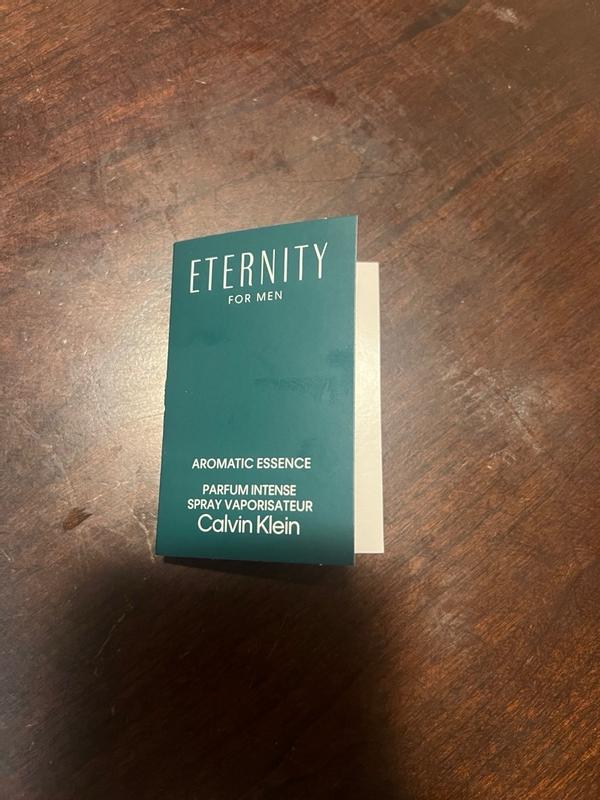 ETERNITY
FOR MEN
AROMATIC ESSENCE
PARFUM INTENSE
SPRAY VAPORISATEUR
Calvin Klein